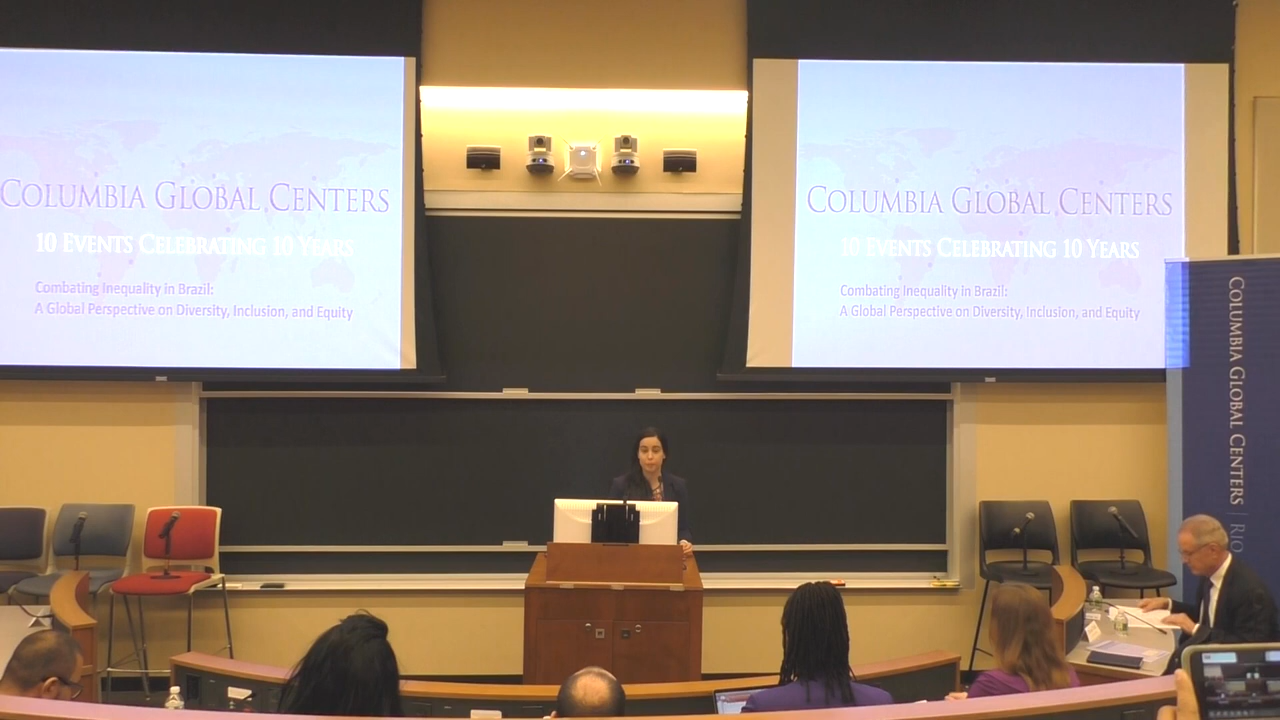 COLUMBIA GLOBAL CENTERS
10 EVENTS CELEBRATING 10 YEARS
Combating Inequality in Brazil:
A Global Perspective on Diversity, Inclusion, and Equity
COLUMBIA GLOBAL CENTERS
10 EVENTS CELEBRATING 10 YEARS
Combating Inequality in Brazil:
A Global Perspective on Diversity, Inclusion, and Equity
COLUMBIA GLOBAL CENTERS | RIO